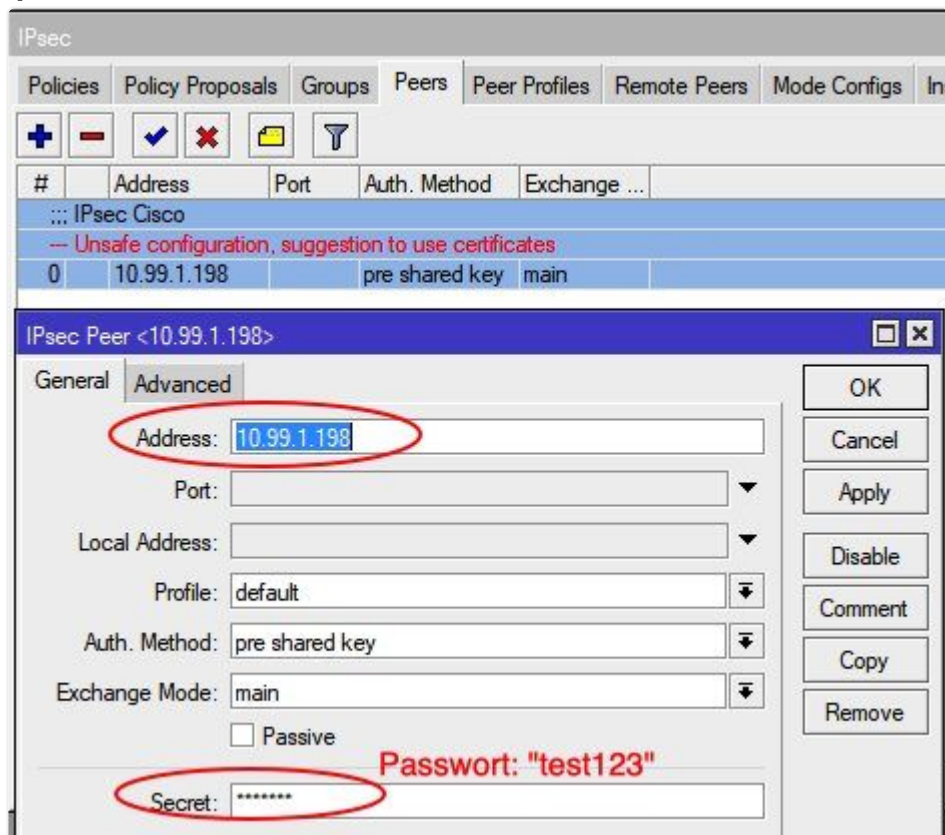 IPsec
Policies Policy Proposals Groups Peers Peer Profiles Remote Peers Mode Configs In
# Address Port Auth. Method Exchang ...
;;; IPsec Cisco
--- Unsafe configuration, suggestion to use certificates
0 10.99.1.198 pre shared key main
IPsec Peer <10.99.1.198>
General Advanced
OK
Address: 10.99.1.198
Cancel
Port:
Apply
Local Address:
Disable
Profile: default
Comment
Auth. Method: pre shared key
Copy
Exchange Mode: main
Remove
Passive
Passwort: "test123"
Secret: *******